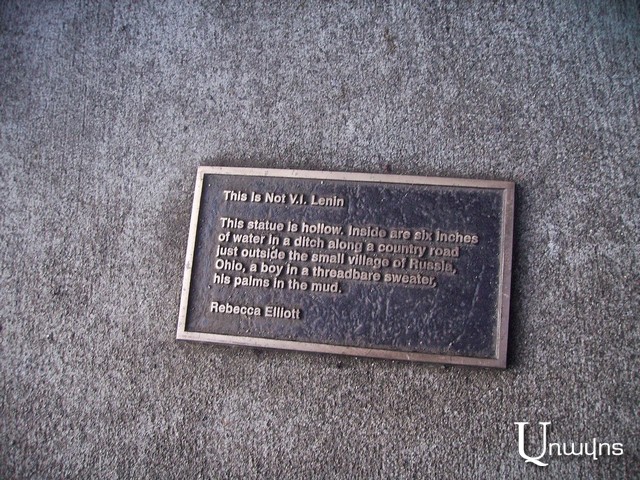 This Is Not V.I. Lenin
This statue is hollow. Inside are six inches
of water in a ditch along a country road
just outside the small village of Russia,
Ohio, a boy in a threadbare sweater,
his palms in the mud.
Rebecca Elliott
Առավոտ